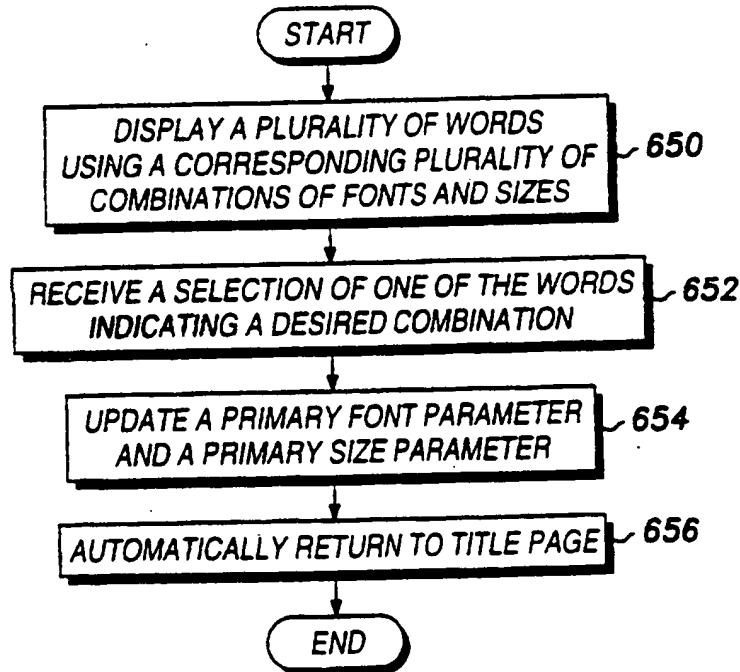 START
DISPLAY A PLURALITY OF WORDS
USING A CORRESPONDING PLURALITY OF
COMBINATIONS OF FONTS AND SIZES
650
RECEIVE A SELECTION OF ONE OF THE WORDS
INDICATING A DESIRED COMBINATION
652
UPDATE A PRIMARY FONT PARAMETER
AND A PRIMARY SIZE PARAMETER
654
AUTOMATICALLY RETURN TO TITLE PAGE
656
END